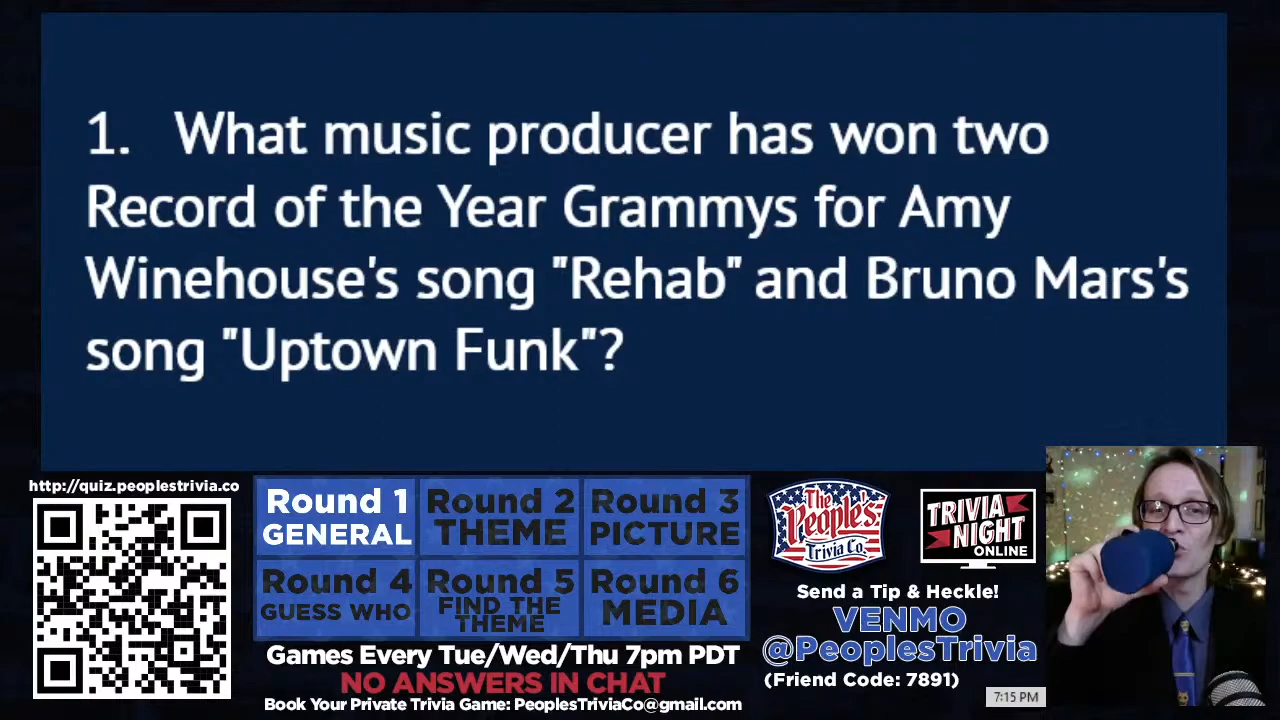 1. What music producer has won two
Record of the Year Grammys for Amy
Winehouse's song "Rehab" and Bruno Mars's
song "Uptown Funk"?
http://quiz.peoplestrivia.co
Round 1
GENERAL
Round 2
THEME
Round 3
PICTURE
Round 4
GUESS WHO
Round 5
FIND THE
THEME
Round 6
MEDIA
Games Every Tue/Wed/Thu 7pm PDT
NO ANSWERS IN CHAT
Book Your Private Trivia Game: PeoplesTriviaCo@gmail.com
The
People's
Trivia Co.
TRIVIA
NIGHT
ONLINE
Send a Tip & Heckle!
VENMO
@PeoplesTrivia
(Friend Code: 7891)
7:15 PM